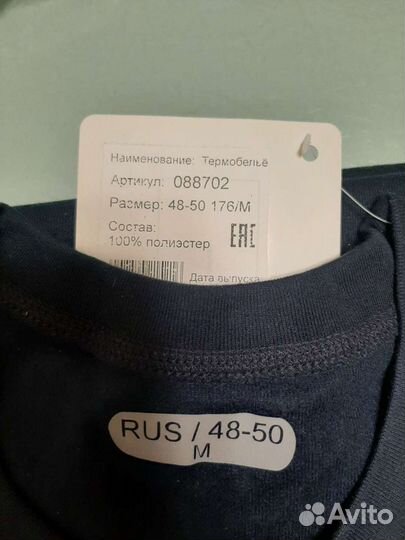 Наименование: Термобельё
Артикул: 088702
Размер: 48-50 176/M
Состав:
100% полиэстер
EAC
Дата выпуска:
RUS / 48-50
M
Avito